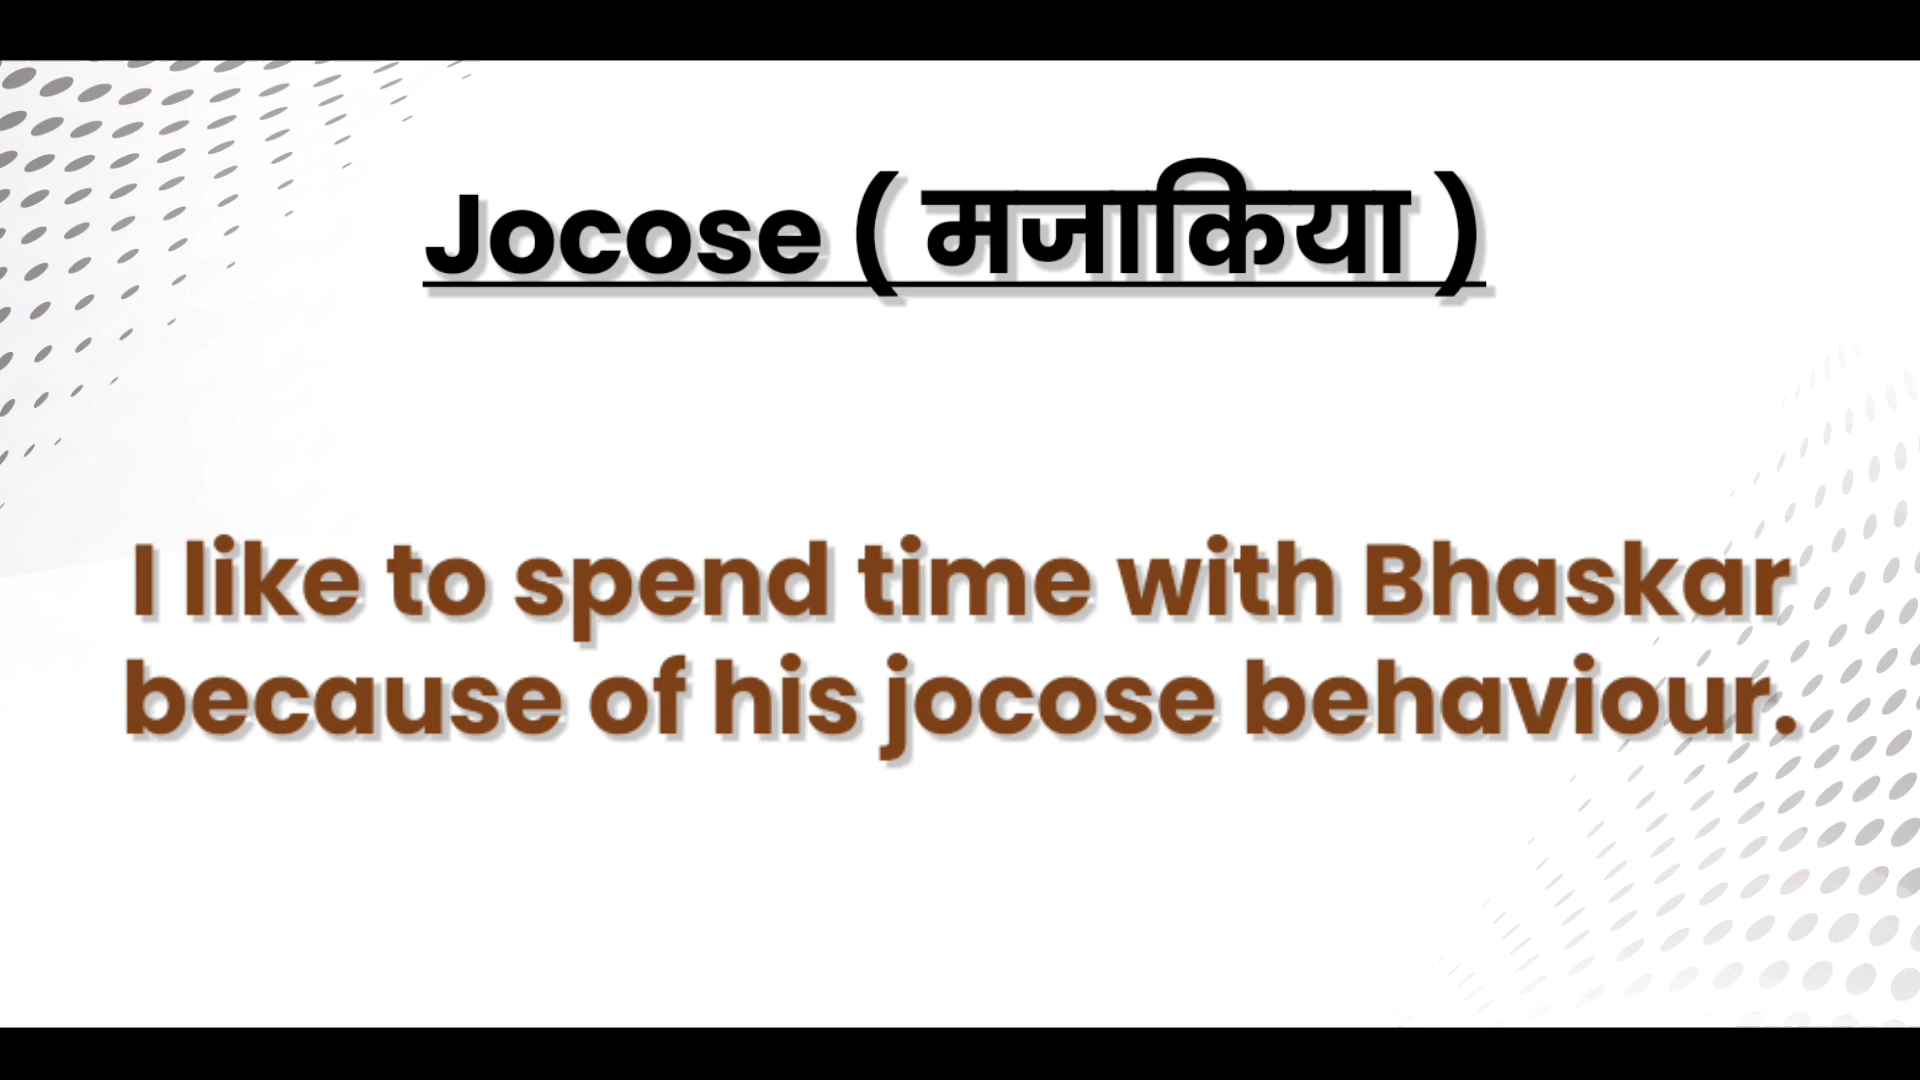 Jocose ( मजाकिया )
I like to spend time with Bhaskar
because of his jocose behaviour.